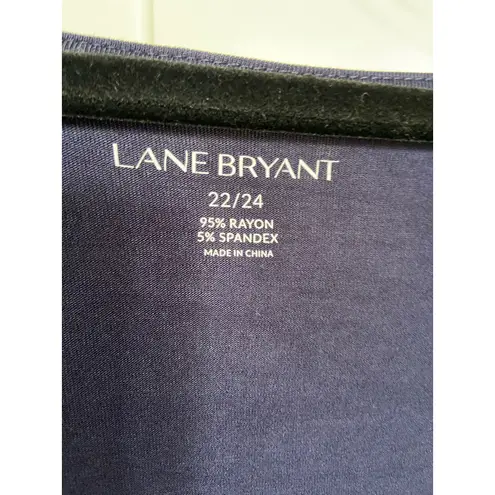 LANE BRYANT
22/24
95% RAYON
5% SPANDEX
MADE IN CHINA